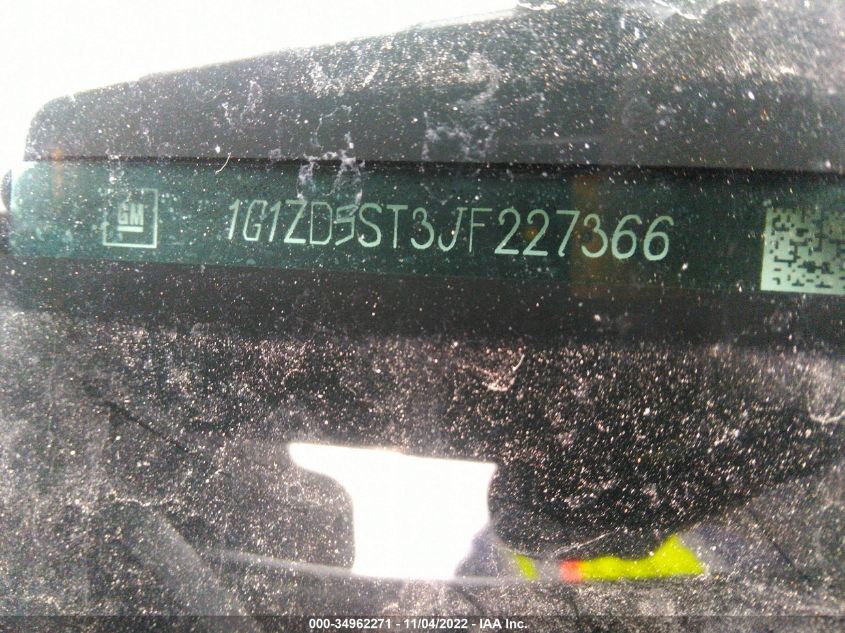 GM
1G1ZD5ST3JF227366
000-34962271 - 11/04/2022 - IAA Inc.